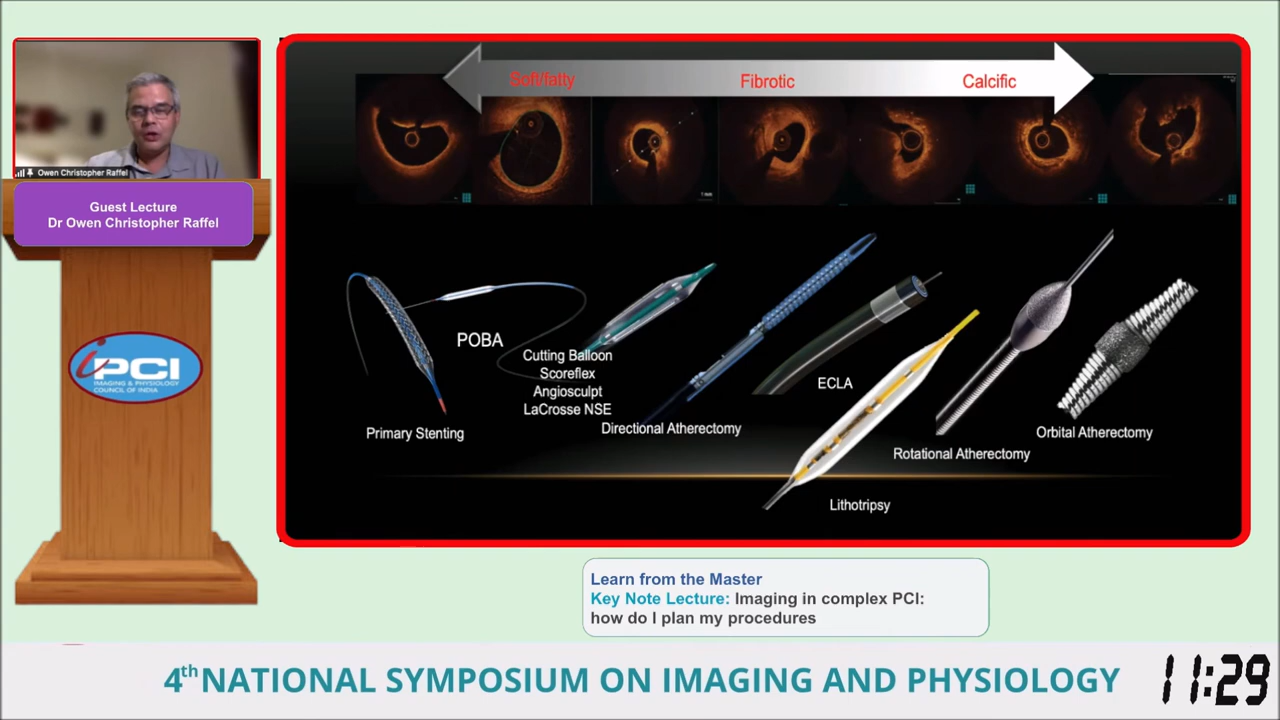 Owen Christopher Raffel
Guest Lecture
Dr Owen Christopher Raffel
iPCI
IMAGING & PHYSIOLOGY
COUNCIL OF INDIA
Soft/fatty
Fibrotic
Calcific
POBA
Cutting Balloon
Scoreflex
Angiosculpt
LaCrosse NSE
Primary Stenting
Directional Atherectomy
ECLA
Lithotripsy
Rotational Atherectomy
Orbital Atherectomy
Learn from the Master
Key Note Lecture: Imaging in complex PCI:
how do I plan my procedures
4th NATIONAL SYMPOSIUM ON IMAGING AND PHYSIOLOGY
11:29